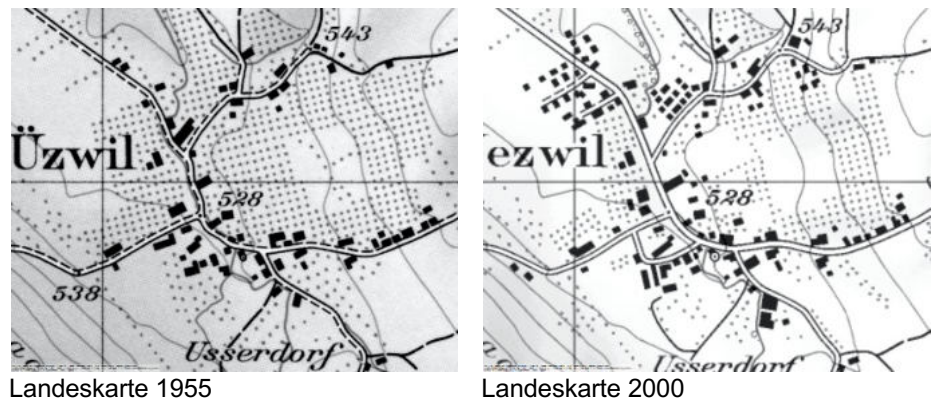 543
Üzwil
528
538
Usserdorf
543
ezwil
528
Usserdorf
Landeskarte 1955
Landeskarte 2000